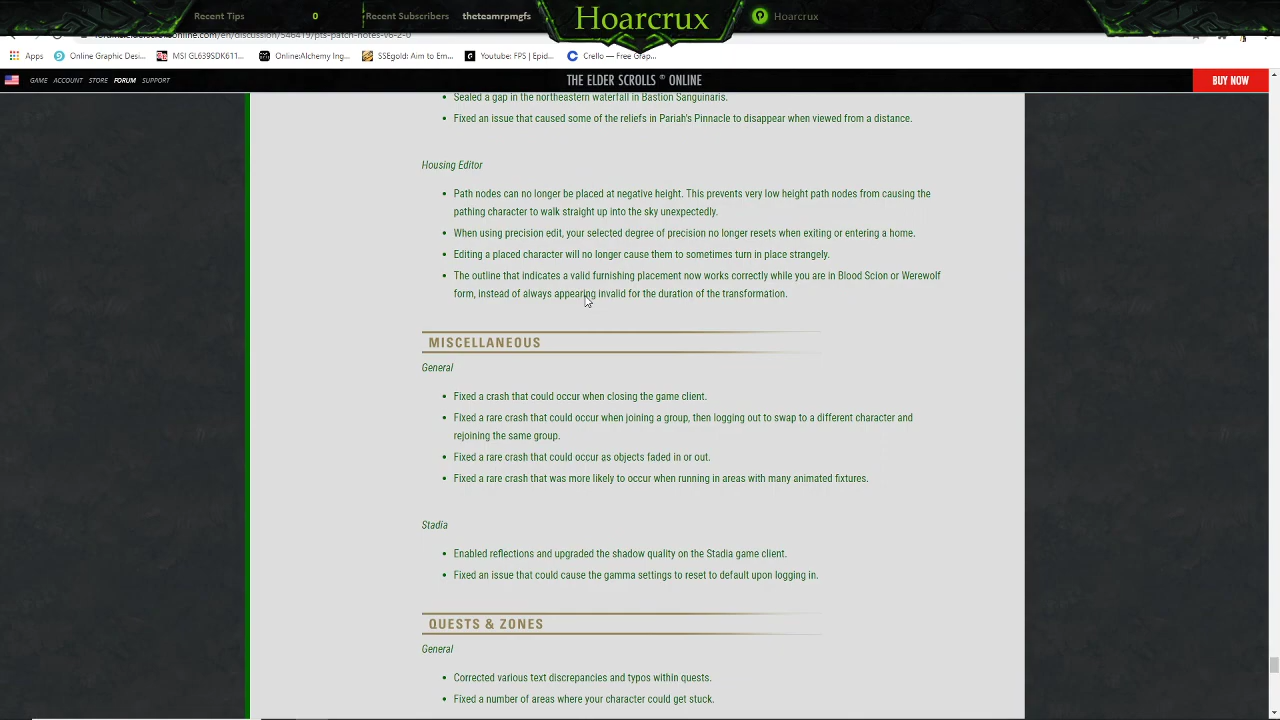 Recent Tips 0 Recent Subscribers theteamrpmgfs Hoarcrux Hoarcrux
Apps Online Graphic Desi... MSI GL639SDK611... Online:Alchemy Ing... SSEgold: Aim to Em... Youtube: FPS | Epid... Crello — Free Grap...
GAME ACCOUNT STORE FORUM SUPPORT THE ELDER SCROLLS ® ONLINE BUY NOW
• Sealed a gap in the northeastern waterfall in Bastion Sanguinaris.
• Fixed an issue that caused some of the reliefs in Pariah's Pinnacle to disappear when viewed from a distance.
Housing Editor
• Path nodes can no longer be placed at negative height. This prevents very low height path nodes from causing the
pathing character to walk straight up into the sky unexpectedly.
• When using precision edit, your selected degree of precision no longer resets when exiting or entering a home.
• Editing a placed character will no longer cause them to sometimes turn in place strangely.
• The outline that indicates a valid furnishing placement now works correctly while you are in Blood Scion or Werewolf
form, instead of always appearing invalid for the duration of the transformation.
MISCELLANEOUS
General
• Fixed a crash that could occur when closing the game client.
• Fixed a rare crash that could occur when joining a group, then logging out to swap to a different character and
rejoining the same group.
• Fixed a rare crash that could occur as objects faded in or out.
• Fixed a rare crash that was more likely to occur when running in areas with many animated fixtures.
Stadia
• Enabled reflections and upgraded the shadow quality on the Stadia game client.
• Fixed an issue that could cause the gamma settings to reset to default upon logging in.
QUESTS & ZONES
General
• Corrected various text discrepancies and typos within quests.
• Fixed a number of areas where your character could get stuck.